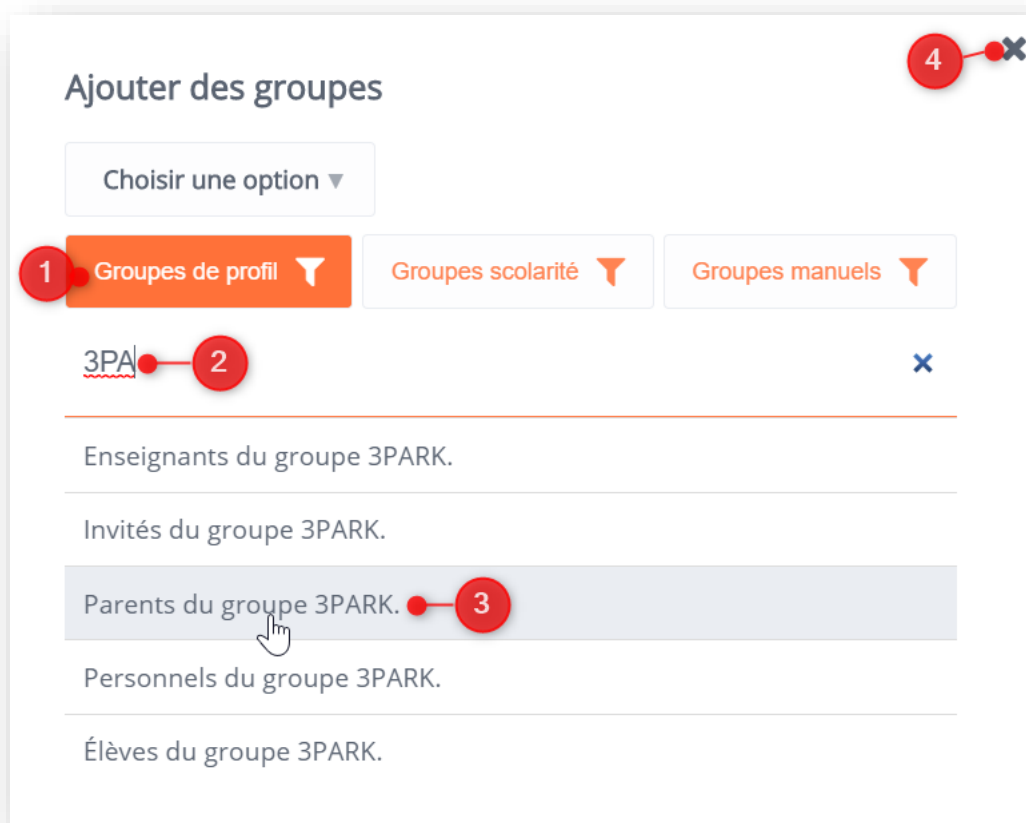 4
Ajouter des groupes
Choisir une option
1 Groupes de profil Groupes scolarité Groupes manuels
3PA 2
Enseignants du groupe 3PARK.
Invités du groupe 3PARK.
Parents du groupe 3PARK. 3
Personnels du groupe 3PARK.
Élèves du groupe 3PARK.